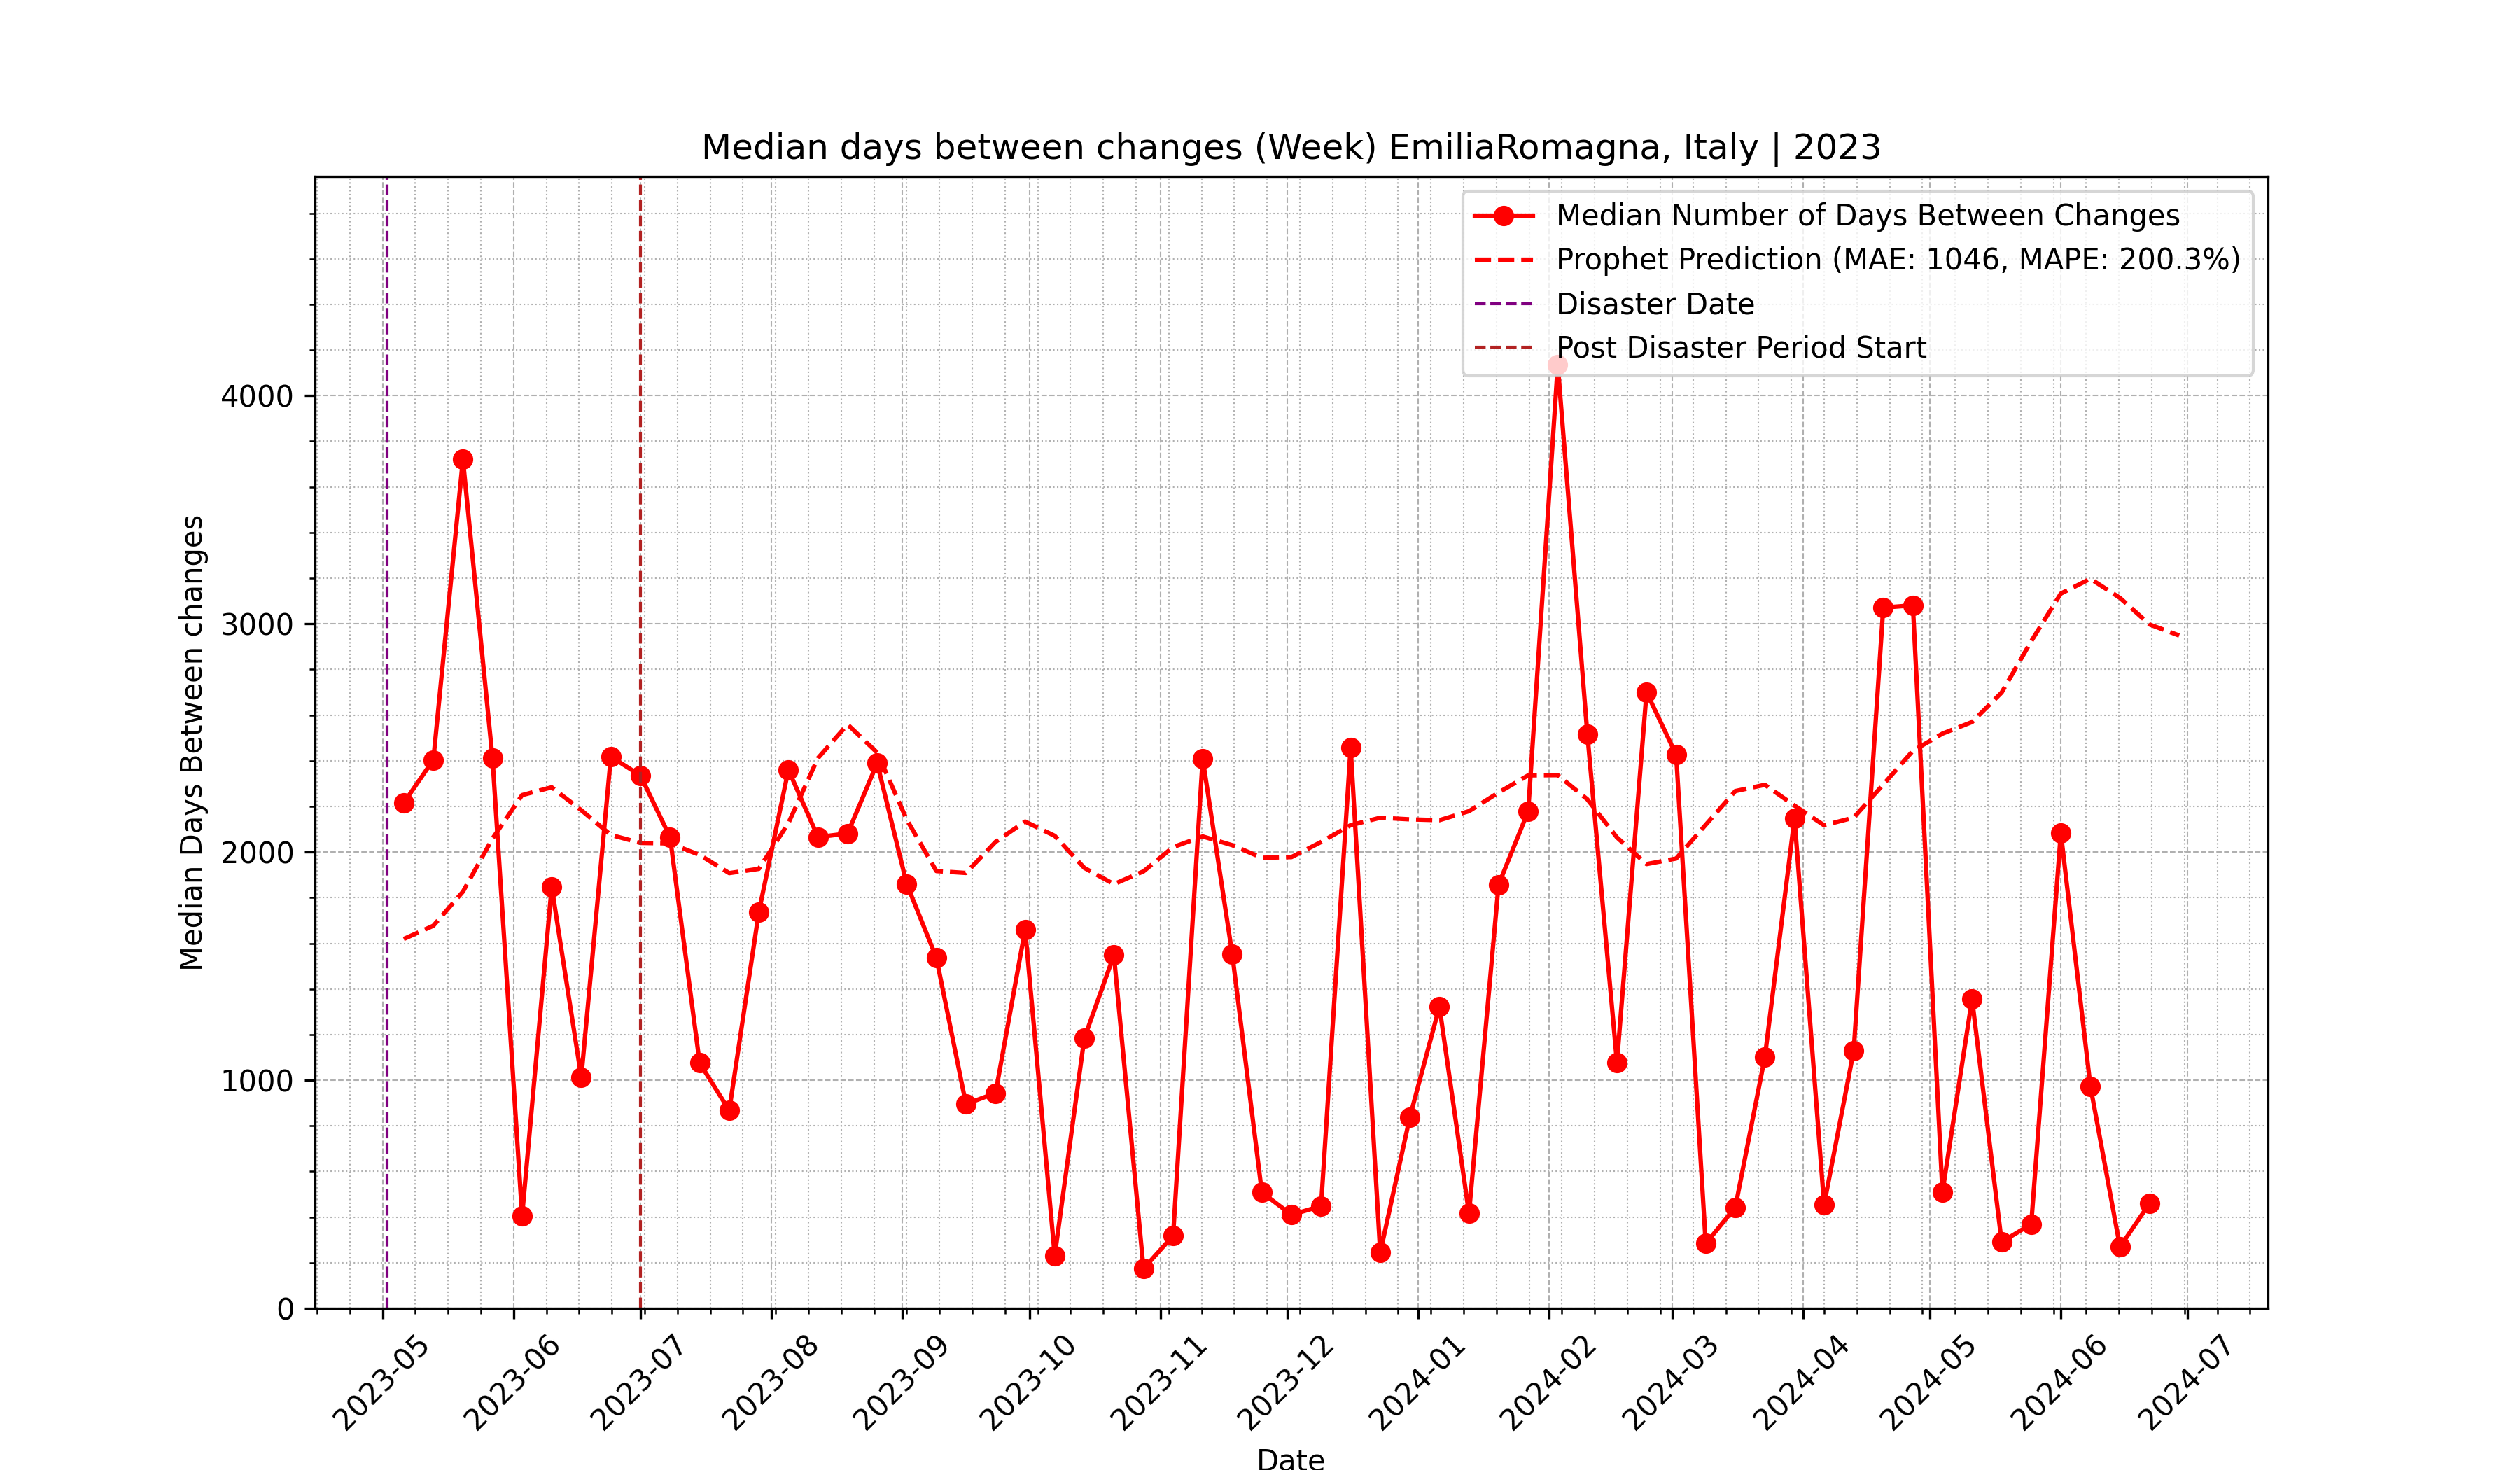 Median days between changes (Week) EmiliaRomagna, Italy | 2023
Median Number of Days Between Changes
Prophet Prediction (MAE: 1046, MAPE: 200.3%)
Disaster Date
Post Disaster Period Start
Median Days Between changes
4000
3000
2000
1000
0
2023-05
2023-06
2023-07
2023-08
2023-09
2023-10
2023-11
2023-12
2024-01
2024-02
2024-03
2024-04
2024-05
2024-06
2024-07
Date